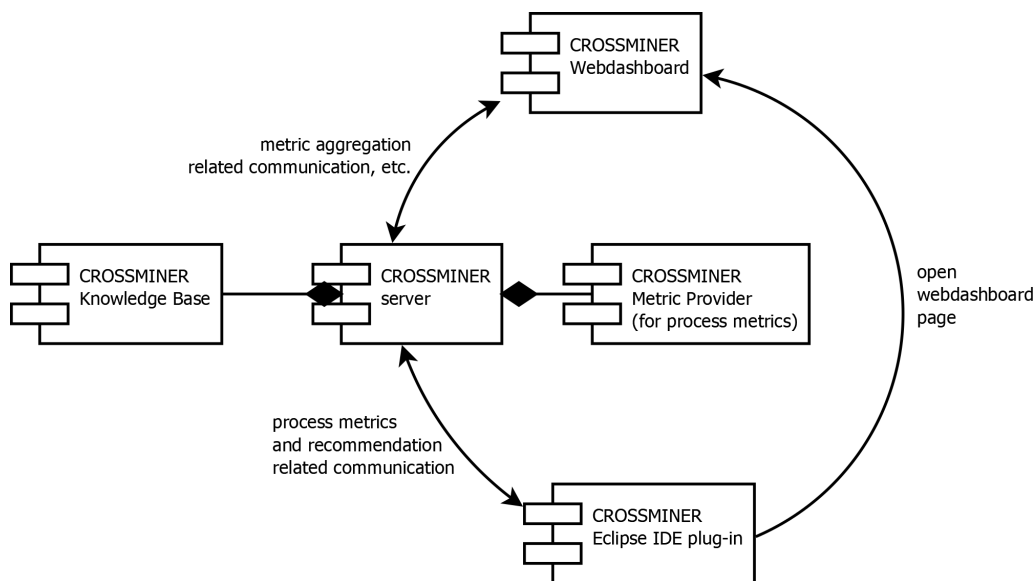 CROSSMINER
Webdashboard
metric aggregation
related communication, etc.
CROSSMINER
Knowledge Base
CROSSMINER
server
CROSSMINER
Metric Provider
(for process metrics)
open
webdashboard
page
process metrics
and recommendation
related communication
CROSSMINER
Eclipse IDE plug-in